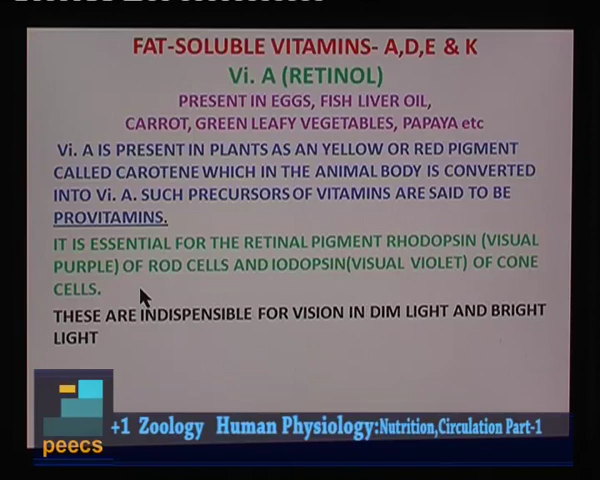 FAT-SOLUBLE VITAMINS- A,D,E & K
Vi. A (RETINOL)
PRESENT IN EGGS, FISH LIVER OIL,
CARROT, GREEN LEAFY VEGETABLES, PAPAYA etc
Vi. A IS PRESENT IN PLANTS AS AN YELLOW OR RED PIGMENT
CALLED CAROTENE WHICH IN THE ANIMAL BODY IS CONVERTED
INTO Vi. A. SUCH PRECURSORS OF VITAMINS ARE SAID TO BE
PROVITAMINS.
IT IS ESSENTIAL FOR THE RETINAL PIGMENT RHODOPSIN (VISUAL
PURPLE) OF ROD CELLS AND IODOPSIN(VISUAL VIOLET) OF CONE
CELLS.
THESE ARE INDISPENSIBLE FOR VISION IN DIM LIGHT AND BRIGHT
LIGHT
+1 Zoology Human Physiology:Nutrition,Circulation Part-1
peecs